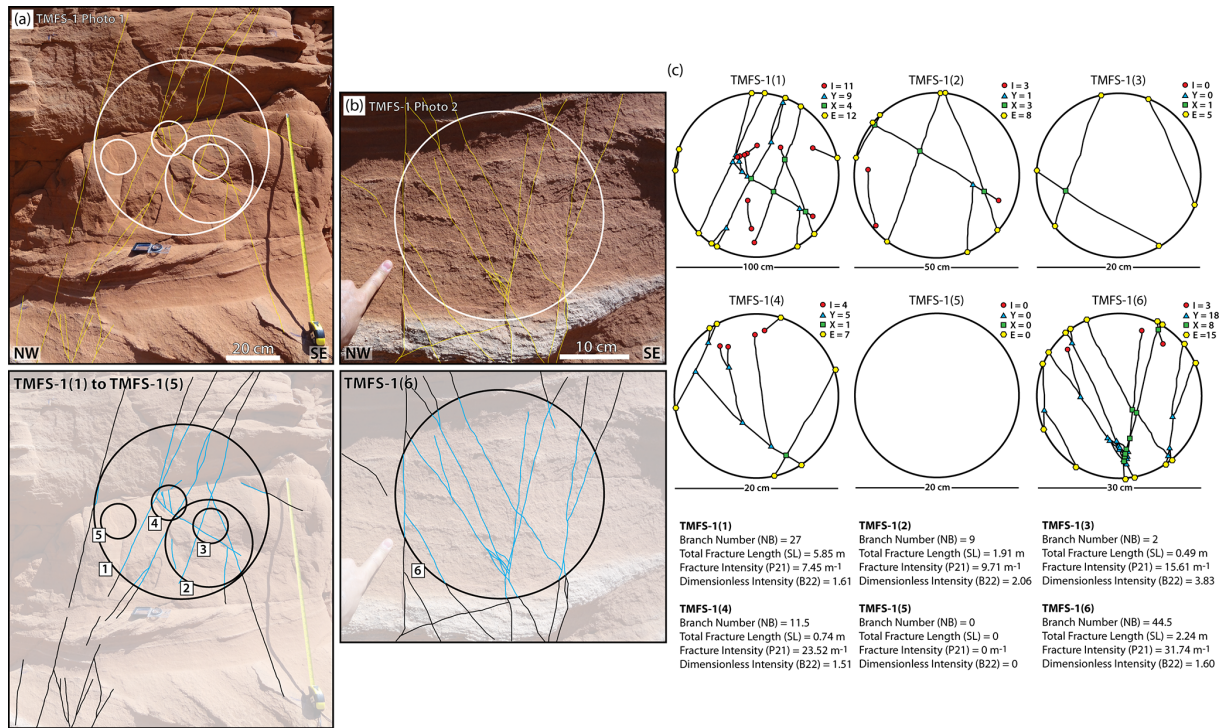 (a) TMFS-1 Photo 1
NW
20 cm
SE
(b) TMFS-1 Photo 2
NW
10 cm
SE
TMFS-1(1) to TMFS-1(5)
5
4
3
1
2
TMFS-1(6)
6
(c)
TMFS-1(1)
I = 11
Y = 9
X = 4
E = 12
100 cm
TMFS-1(2)
I = 3
Y = 1
X = 3
E = 8
50 cm
TMFS-1(3)
I = 0
Y = 0
X = 1
E = 5
20 cm
TMFS-1(4)
I = 4
Y = 5
X = 1
E = 7
20 cm
TMFS-1(5)
I = 0
Y = 0
X = 0
E = 0
20 cm
TMFS-1(6)
I = 3
Y = 18
X = 8
E =15
30 cm
TMFS-1(1)
Branch Number (NB) = 27
Total Fracture Length (SL) = 5.85 m
Fracture Intensity (P21) = 7.45 m⁻¹
Dimensionless Intensity (B22) = 1.61
TMFS-1(2)
Branch Number (NB) = 9
Total Fracture Length (SL) = 1.91 m
Fracture Intensity (P21) = 9.71 m⁻¹
Dimensionless Intensity (B22) = 2.06
TMFS-1(3)
Branch Number (NB) = 2
Total Fracture Length (SL) = 0.49 m
Fracture Intensity (P21) = 15.61 m⁻¹
Dimensionless Intensity (B22) = 3.83
TMFS-1(4)
Branch Number (NB) = 11.5
Total Fracture Length (SL) = 0.74 m
Fracture Intensity (P21) = 23.52 m⁻¹
Dimensionless Intensity (B22) = 1.51
TMFS-1(5)
Branch Number (NB) = 0
Total Fracture Length (SL) = 0
Fracture Intensity (P21) = 0 m⁻¹
Dimensionless Intensity (B22) = 0
TMFS-1(6)
Branch Number (NB) = 44.5
Total Fracture Length (SL) = 2.24 m
Fracture Intensity (P21) = 31.74 m⁻¹
Dimensionless Intensity (B22) = 1.60